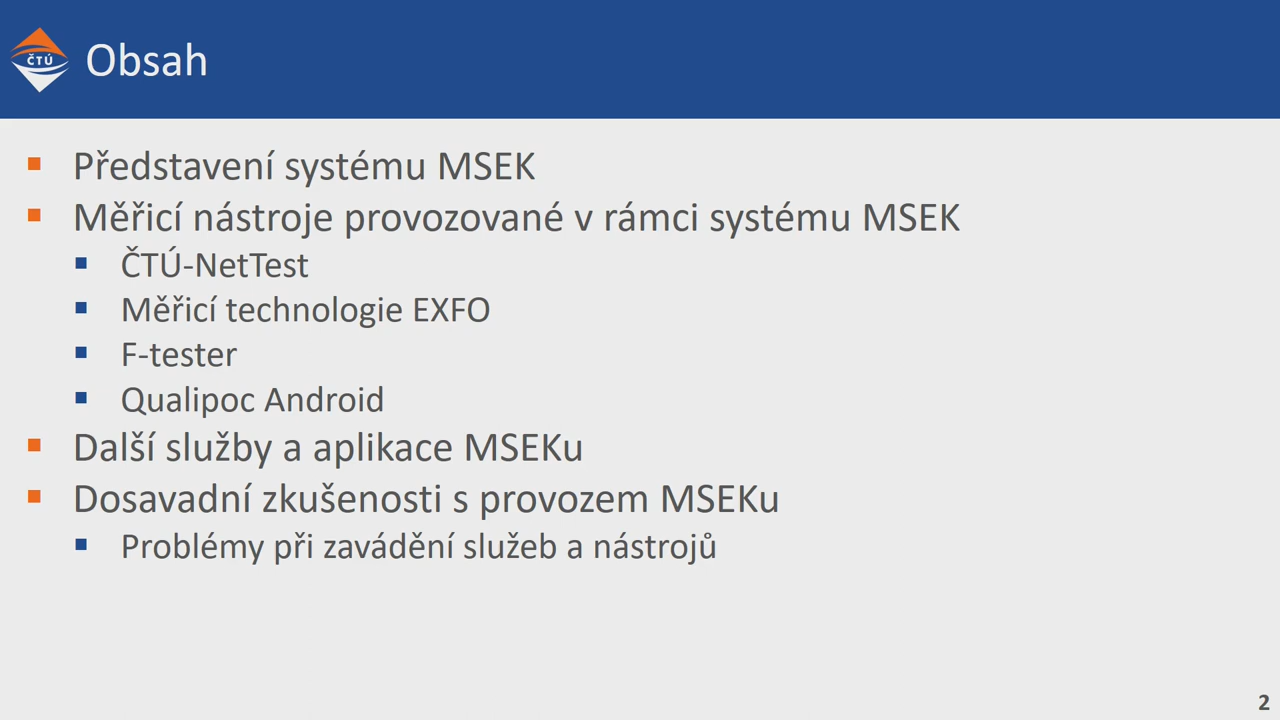 ČTÚ
Obsah
Představení systému MSEK
Měřicí nástroje provozované v rámci systému MSEK
ČTÚ-NetTest
Měřicí technologie EXFO
F-tester
Qualipoc Android
Další služby a aplikace MSEKu
Dosavadní zkušenosti s provozem MSEKu
Problémy při zavádění služeb a nástrojů
2